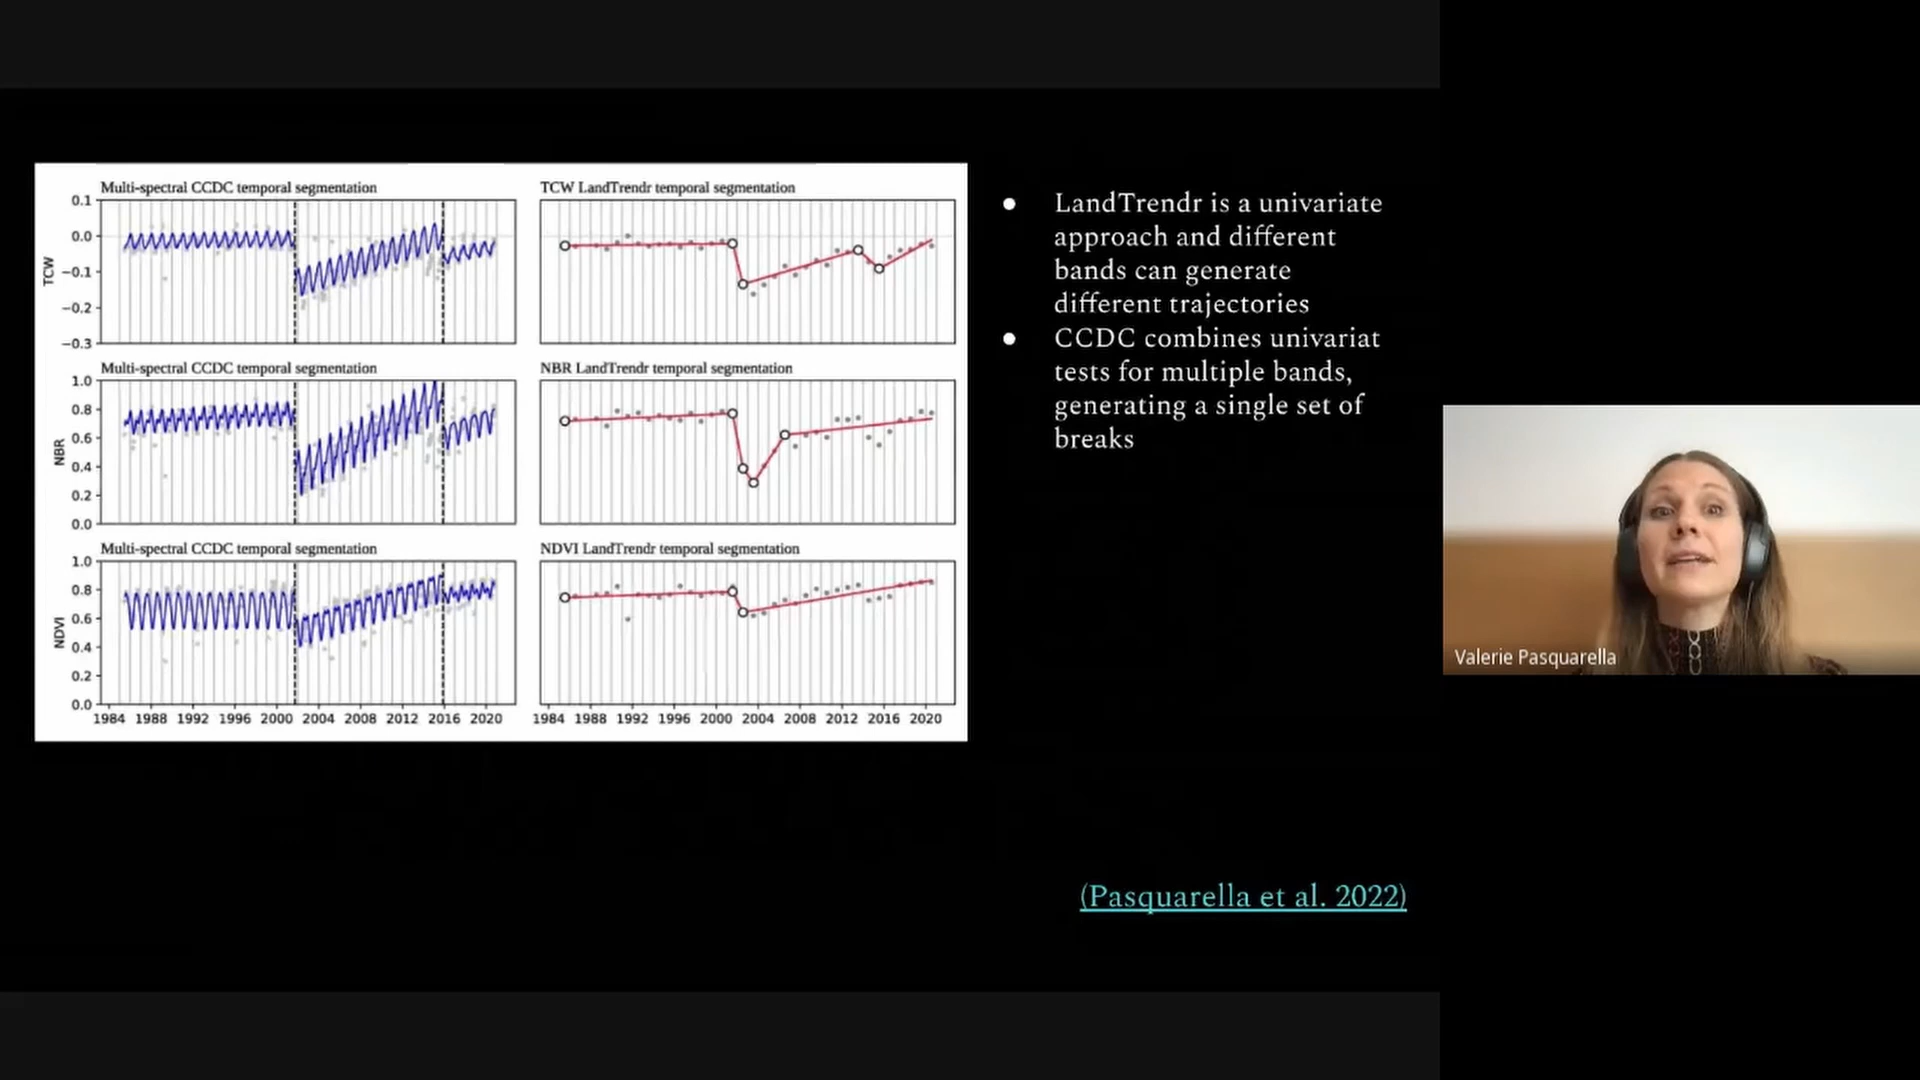 Multi-spectral CCDC temporal segmentation
TCW LandTrendr temporal segmentation
0.1
0.0
−0.1
−0.2
−0.3
TCW
Multi-spectral CCDC temporal segmentation
NBR LandTrendr temporal segmentation
1.0
0.8
0.6
0.4
0.2
0.0
NBR
Multi-spectral CCDC temporal segmentation
NDVI LandTrendr temporal segmentation
1.0
0.8
0.6
0.4
0.2
0.0
NDVI
1984 1988 1992 1996 2000 2004 2008 2012 2016 2020
1984 1988 1992 1996 2000 2004 2008 2012 2016 2020
● LandTrendr is a univariate
approach and different
bands can generate
different trajectories
● CCDC combines univariat
tests for multiple bands,
generating a single set of
breaks
(Pasquarella et al. 2022)
Valerie Pasquarella